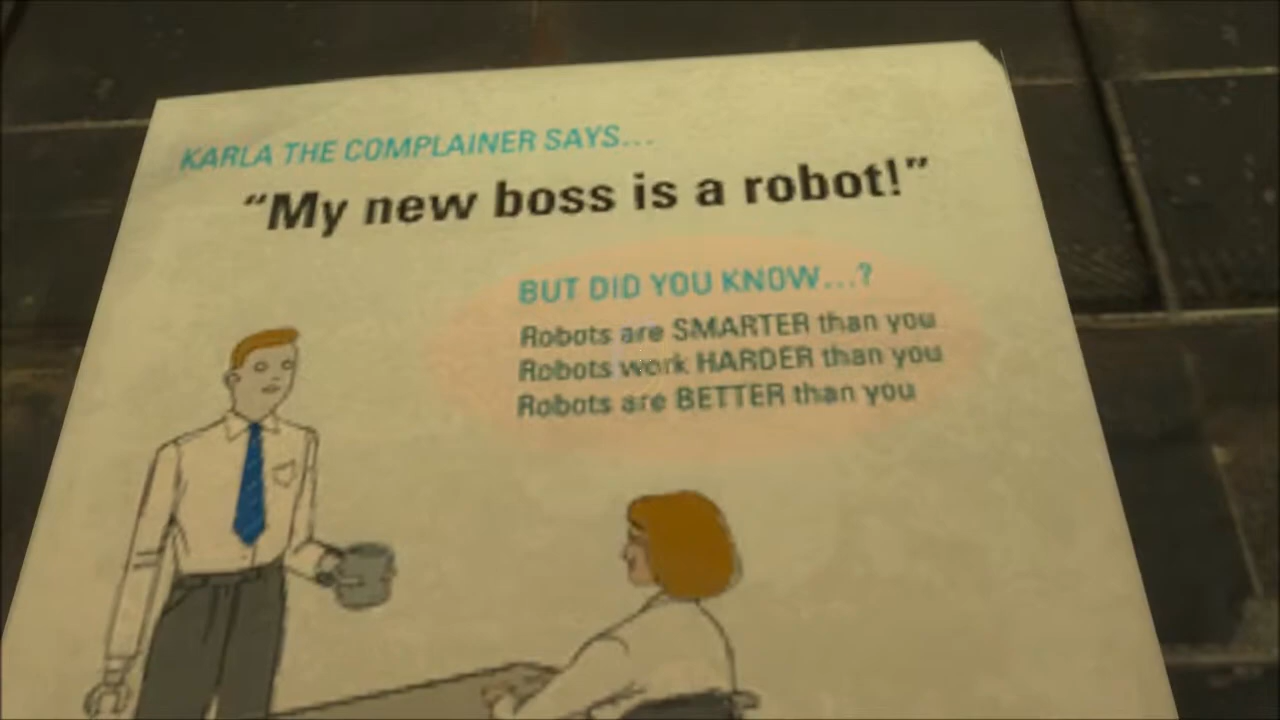 KARLA THE COMPLAINER SAYS...
“My new boss is a robot!”
BUT DID YOU KNOW...?
Robots are SMARTER than you
Robots work HARDER than you
Robots are BETTER than you